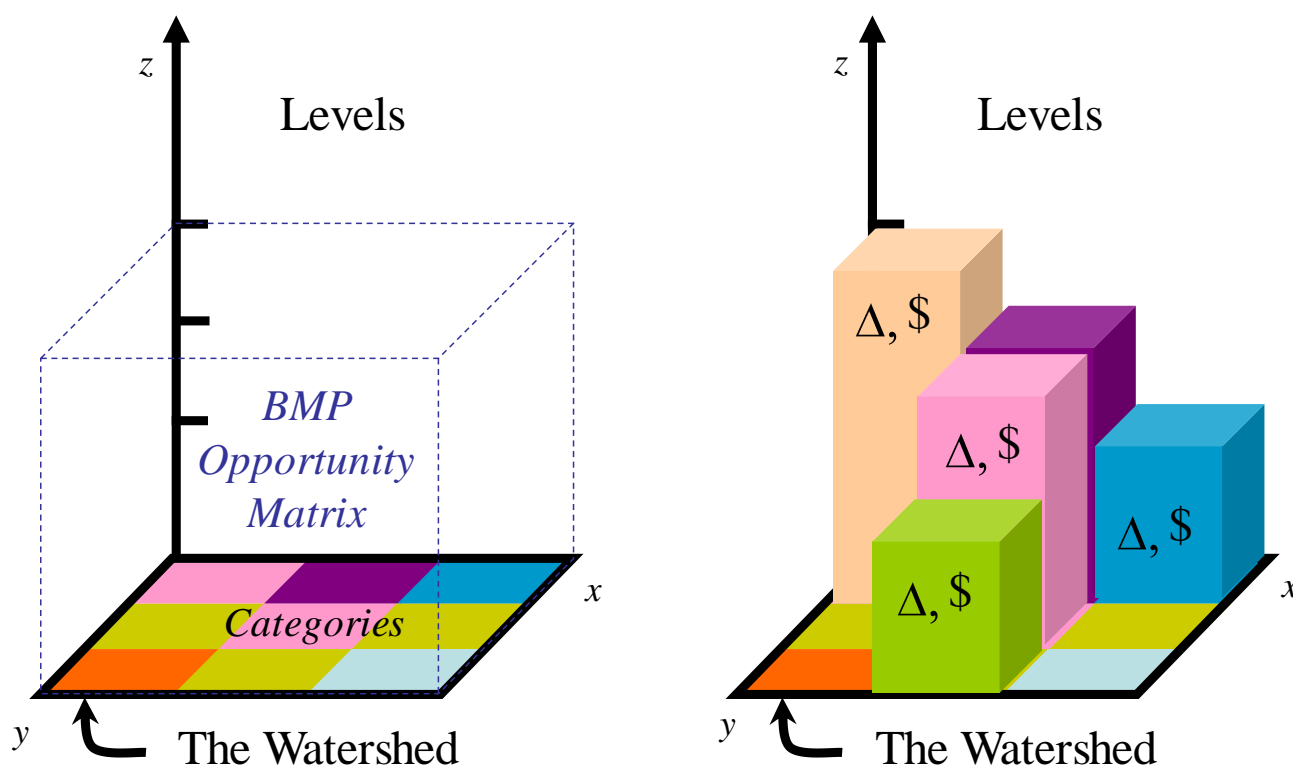 z
Levels
BMP
Opportunity
Matrix
x
Categories
y
The Watershed
z
Levels
Δ, $
Δ, $
Δ, $
Δ, $
x
y
The Watershed